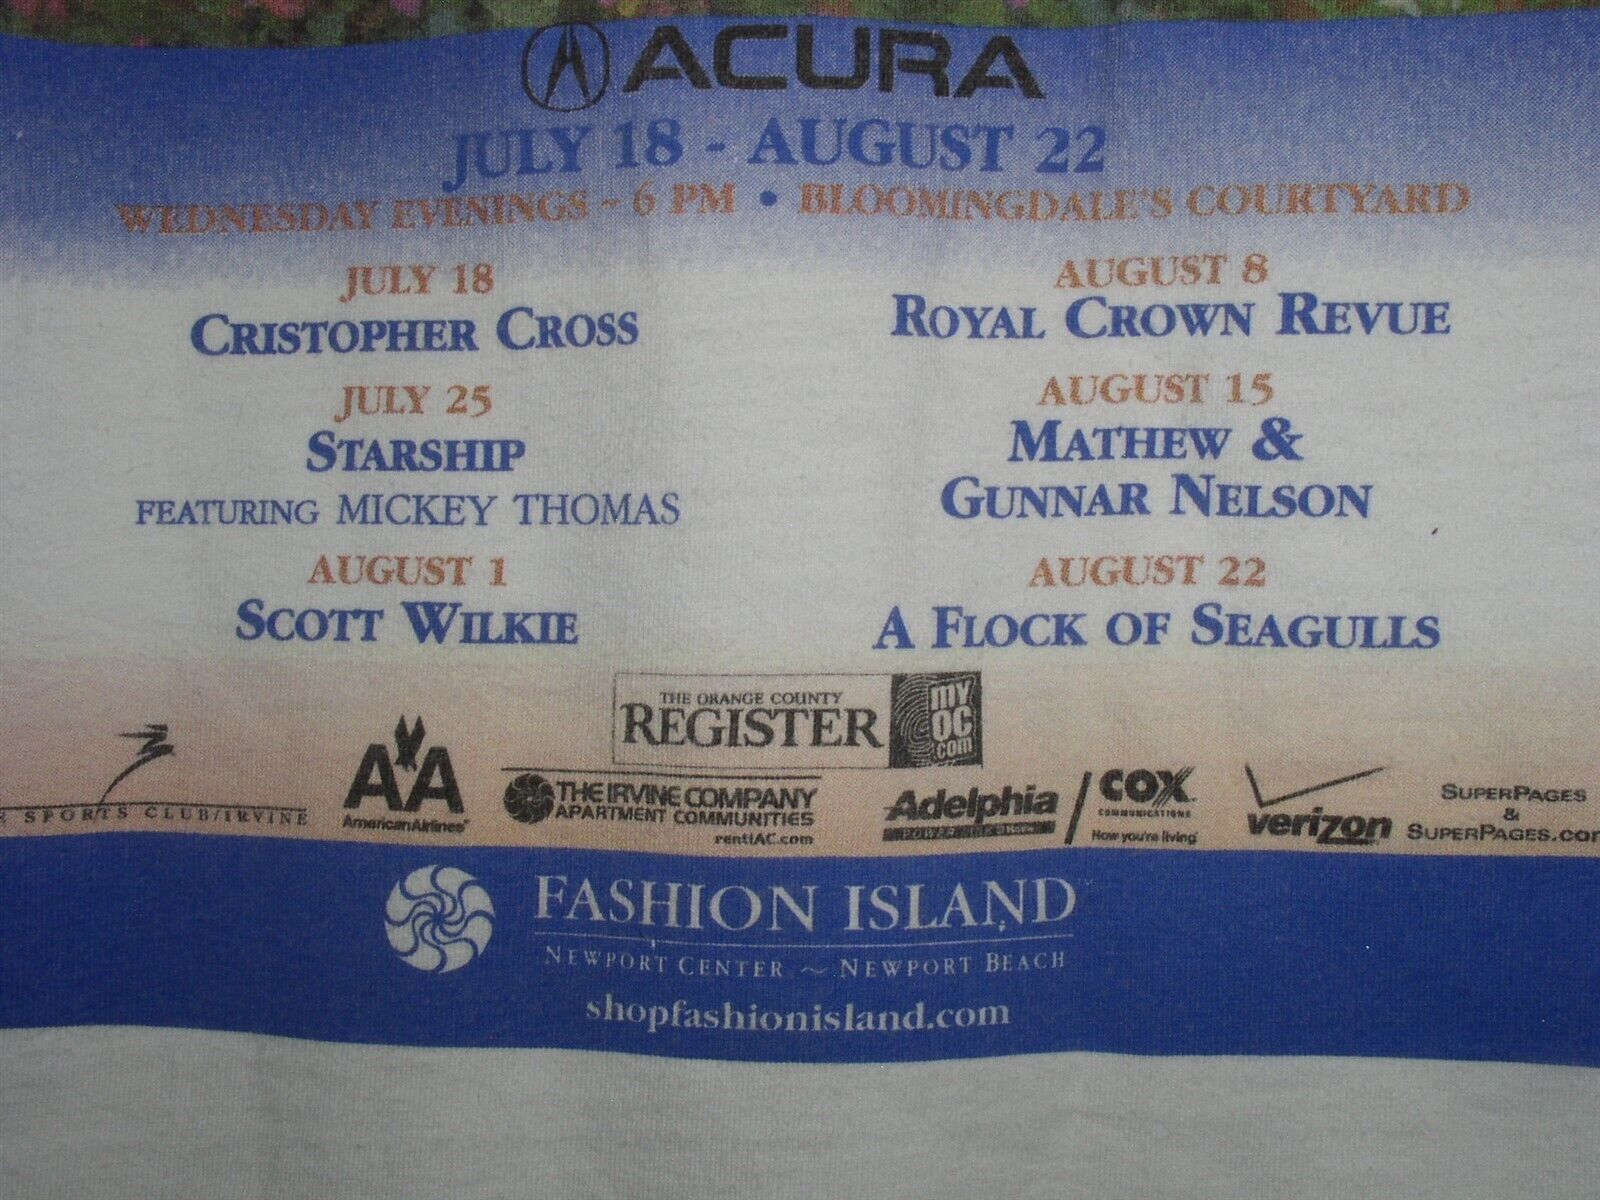 ACURA
JULY 18 - AUGUST 22
WEDNESDAY EVENINGS - 6 PM • BLOOMINGDALE'S COURTYARD
JULY 18
CRISTOPHER CROSS
JULY 25
STARSHIP
FEATURING MICKEY THOMAS
AUGUST 1
SCOTT WILKIE
AUGUST 8
ROYAL CROWN REVUE
AUGUST 15
MATHEW &
GUNNAR NELSON
AUGUST 22
A FLOCK OF SEAGULLS
THE ORANGE COUNTY
REGISTER
my
OC
.com
E SPORTS CLUB/IRVINE
AA
AmericanAirlines
THE IRVINE COMPANY
APARTMENT COMMUNITIES
rentIAC.com
Adelphia
COX
COMMUNICATIONS
Now you're living
verizon
SUPERPAGES
&
SUPERPAGES.com
FASHION ISLAND
NEWPORT CENTER ~ NEWPORT BEACH
shopfashionisland.com